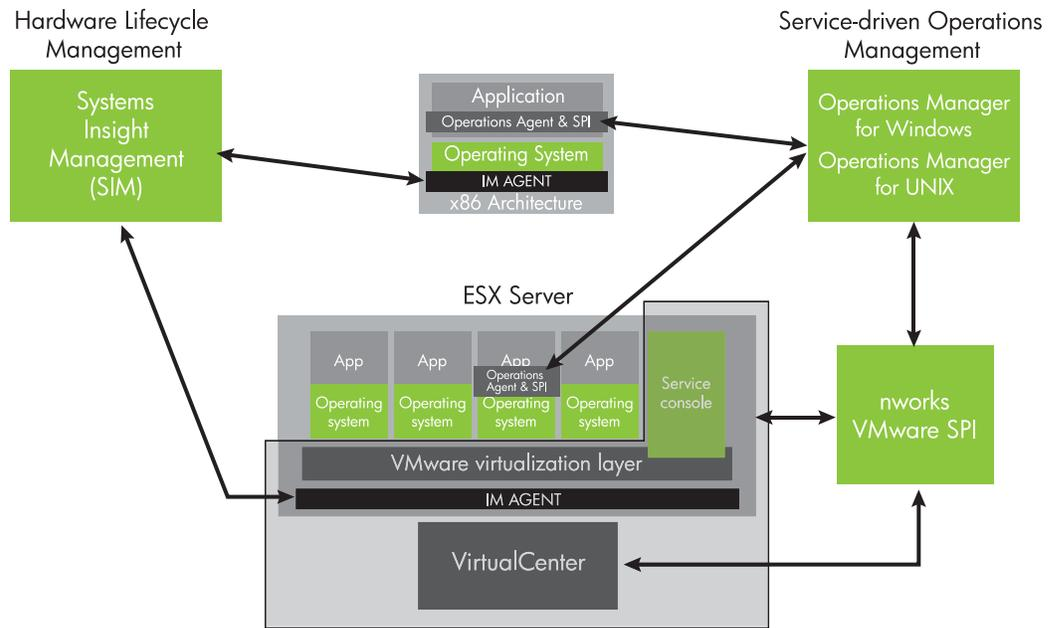 Hardware Lifecycle
Management
Service-driven Operations
Management
Systems
Insight
Management
(SIM)
Application
Operations Agent & SPI
Operating System
IM AGENT
x86 Architecture
Operations Manager
for Windows
Operations Manager
for UNIX
ESX Server
App
App
App
App
Operations
Agent & SPI
Operating
system
Operating
system
Operating
system
Operating
system
Service
console
nworks
VMware SPI
VMware virtualization layer
IM AGENT
VirtualCenter